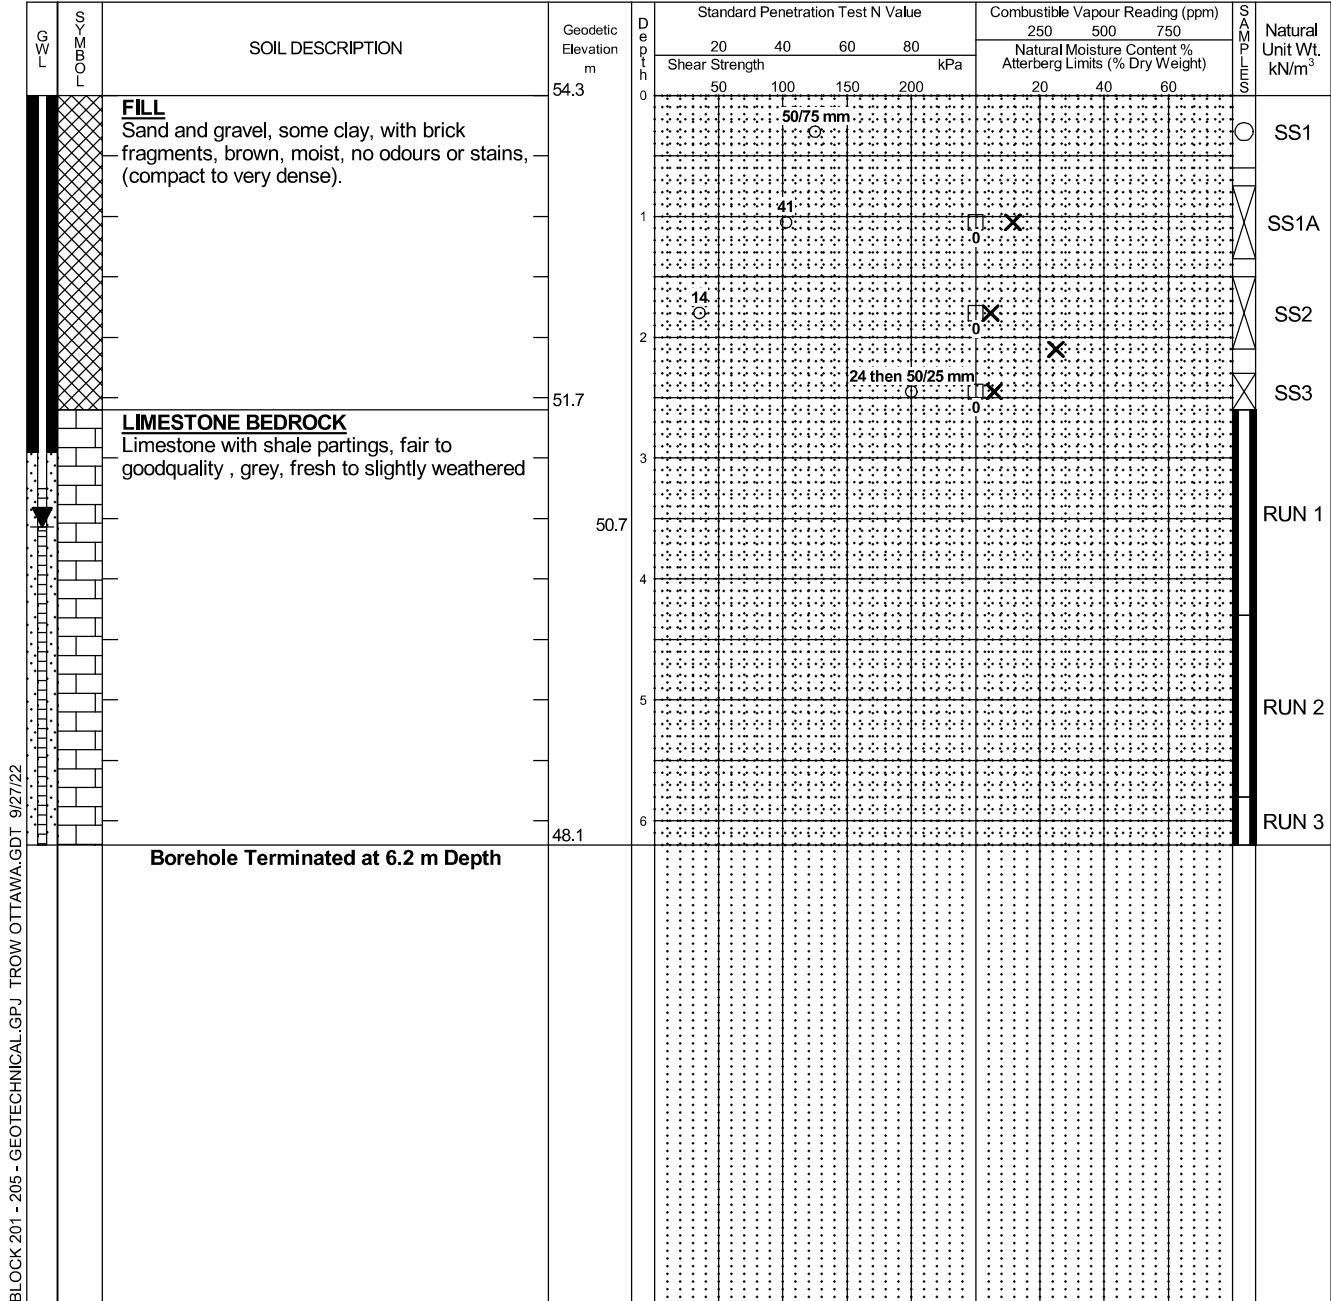 GWL
SYMBOL
SOIL DESCRIPTION
Geodetic
Elevation
m
Depth
Standard Penetration Test N Value
20 40 60 80
Shear Strength kPa
50 100 150 200
Combustible Vapour Reading (ppm)
250 500 750
Natural Moisture Content %
Atterberg Limits (% Dry Weight)
20 40 60
SAMPLES
Natural
Unit Wt.
kN/m³
54.3
0
FILL
Sand and gravel, some clay, with brick
fragments, brown, moist, no odours or stains,
(compact to very dense).
50/75 mm
SS1
41
1
0
SS1A
14
0
SS2
2
24 then 50/25 mm
0
SS3
51.7
LIMESTONE BEDROCK
Limestone with shale partings, fair to
goodquality , grey, fresh to slightly weathered
3
50.7
RUN 1
4
5
RUN 2
6
RUN 3
48.1
Borehole Terminated at 6.2 m Depth
BLOCK 201 - 205 - GEOTECHNICAL.GPJ TROW OTTAWA.GDT 9/27/22